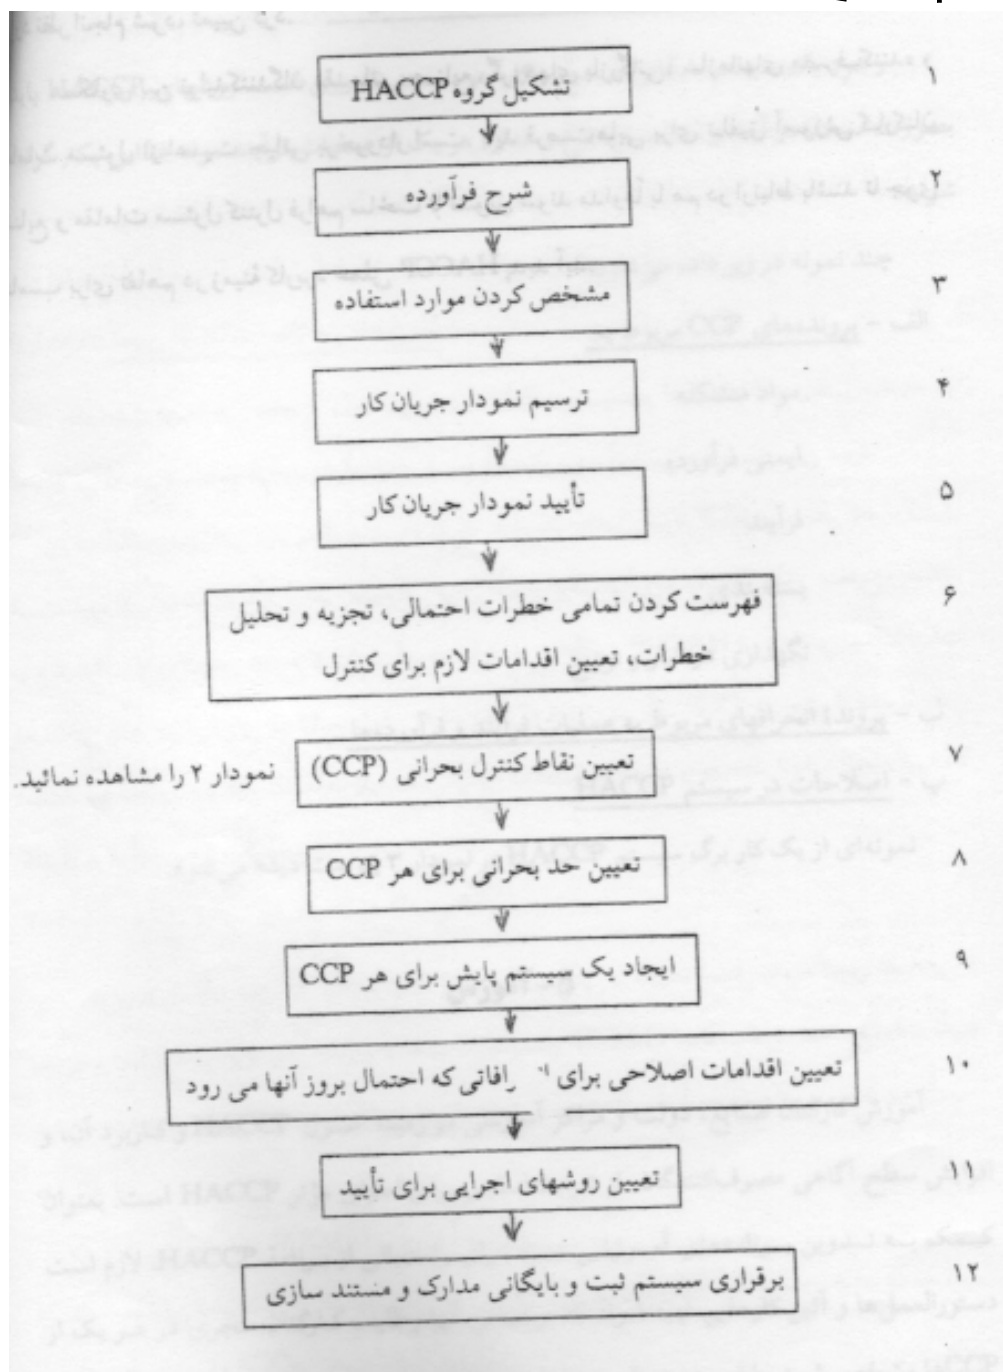 ۱ تشکیل گروه HACCP
۲ شرح فرآورده
۳ مشخص کردن موارد استفاده
۴ ترسیم نمودار جریان کار
۵ تأیید نمودار جریان کار
۶ فهرست کردن تمامی خطرات احتمالی، تجزیه و تحلیل
خطرات، تعیین اقدامات لازم برای کنترل
۷ تعیین نقاط کنترل بحرانی (CCP) نمودار ۲ را مشاهده نمائید.
۸ تعیین حد بحرانی برای هر CCP
۹ ایجاد یک سیستم پایش برای هر CCP
۱۰ تعیین اقدامات اصلاحی برای که احتمال بروز آنها می رود
۱۱ تعیین روشهای اجرایی برای تأیید
۱۲ برقراری سیستم ثبت و بایگانی مدارک و مستند سازی